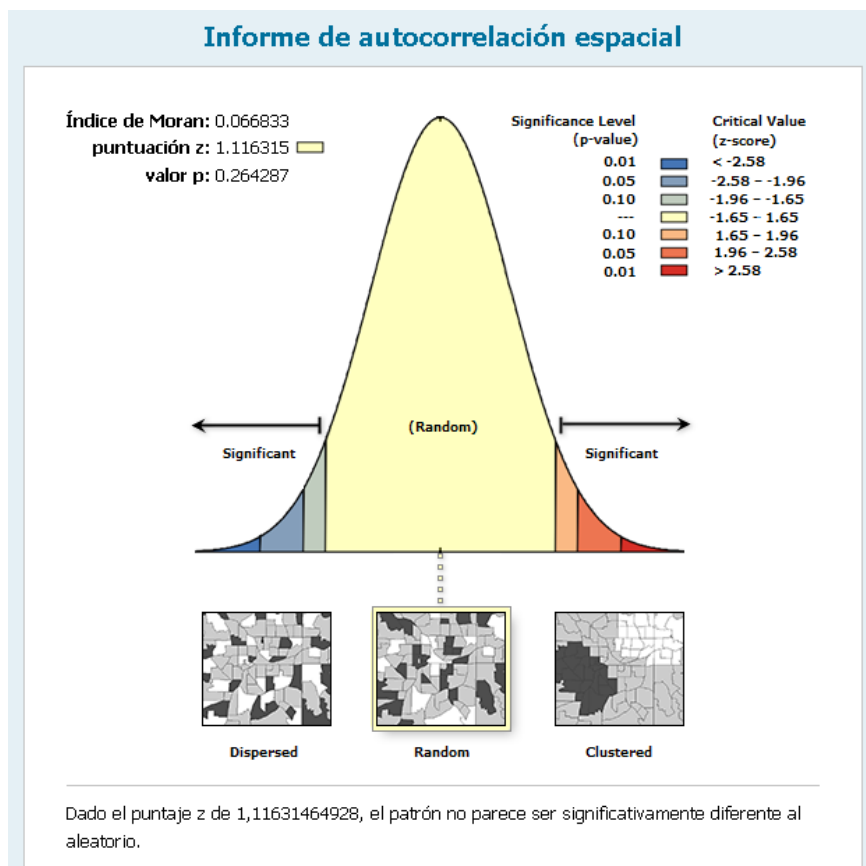 Informe de autocorrelación espacial
Índice de Moran: 0.066833
puntuación z: 1.116315
valor p: 0.264287
Significance Level Critical Value
(p-value) (z-score)
0.01 < -2.58
0.05 -2.58 – -1.96
0.10 -1.96 – -1.65
--- -1.65 – 1.65
0.10 1.65 – 1.96
0.05 1.96 – 2.58
0.01 > 2.58
(Random)
Significant Significant
Dispersed Random Clustered
Dado el puntaje z de 1,11631464928, el patrón no parece ser significativamente diferente al
aleatorio.